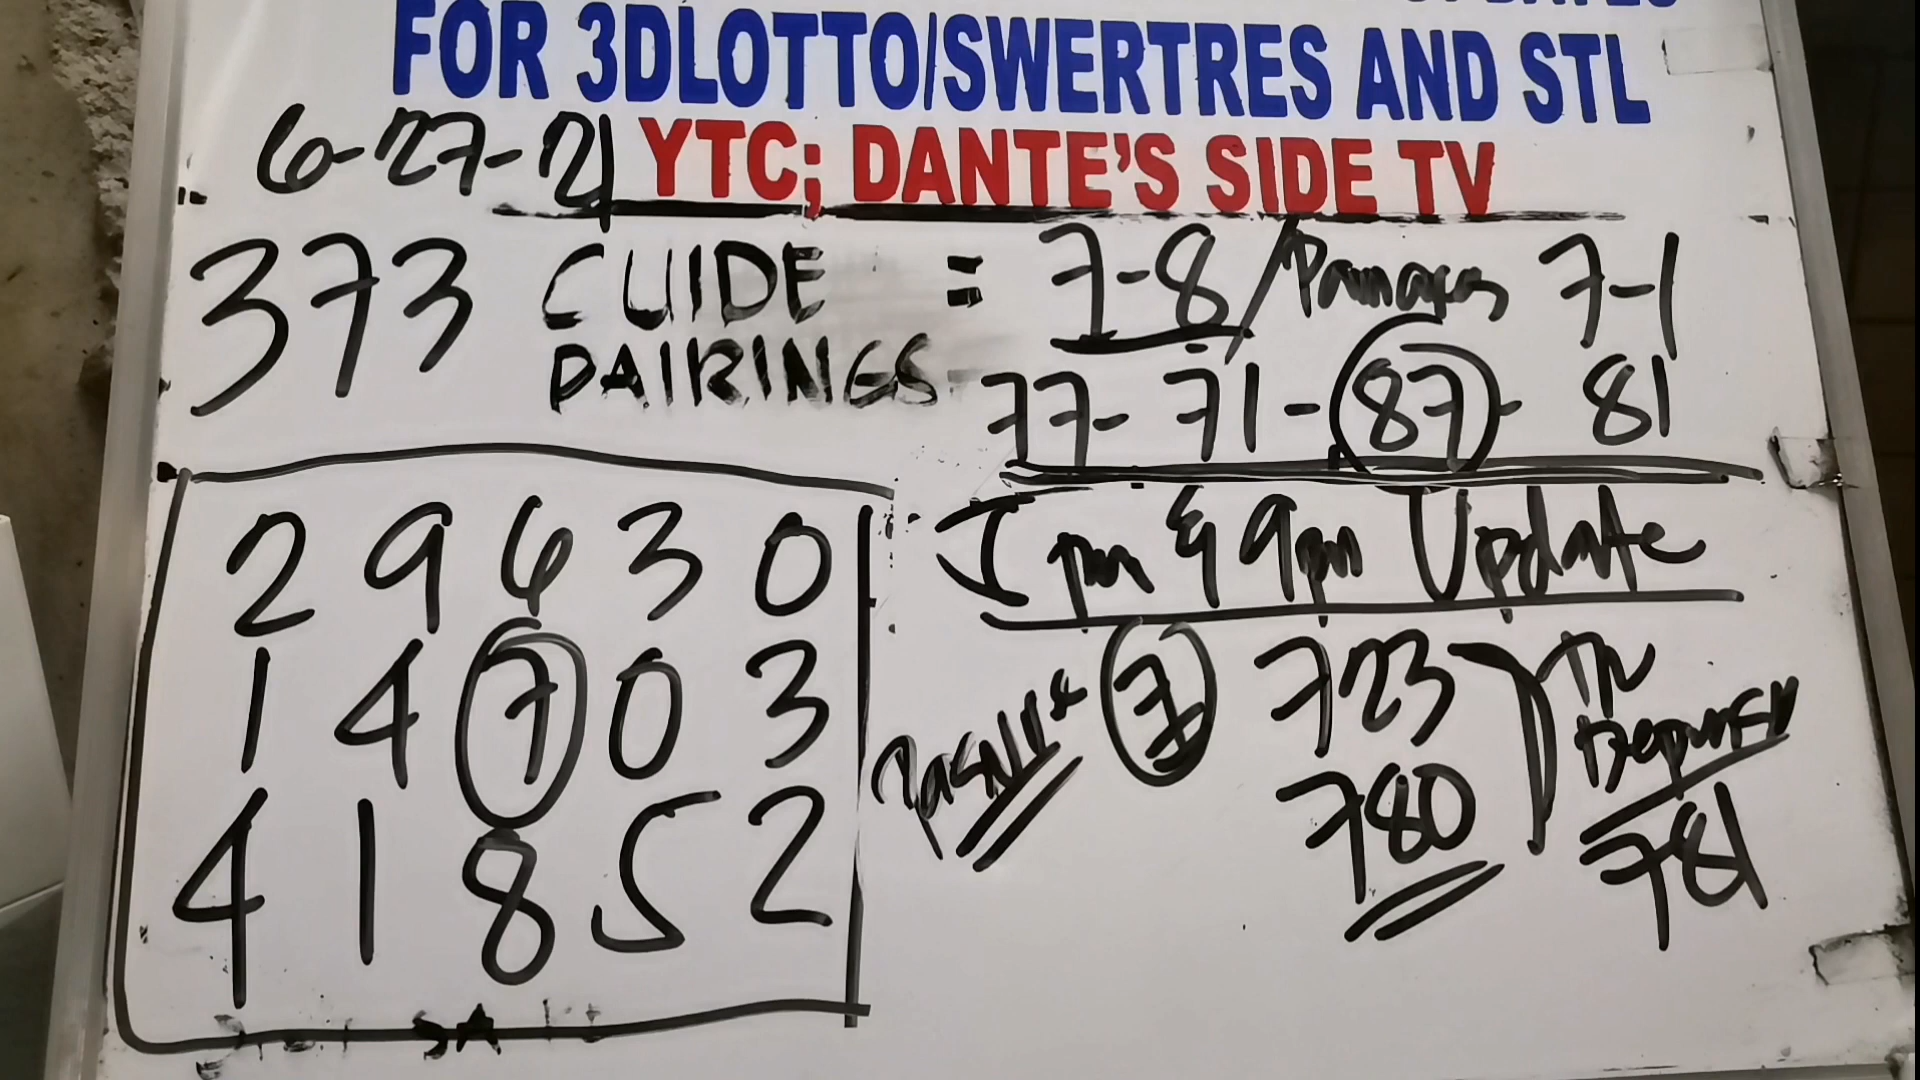 FOR 3DLOTTO/SWERTRES AND STL
6-27-21 YTC; DANTE'S SIDE TV
373 GUIDE PAIRINGS = 7-8 / 7-1
77- 71- 87- 81
2 9 6 3 0
1 4 7 0 3
4 1 8 5 2
pm & 9pm Update
Result 7 723
780
781